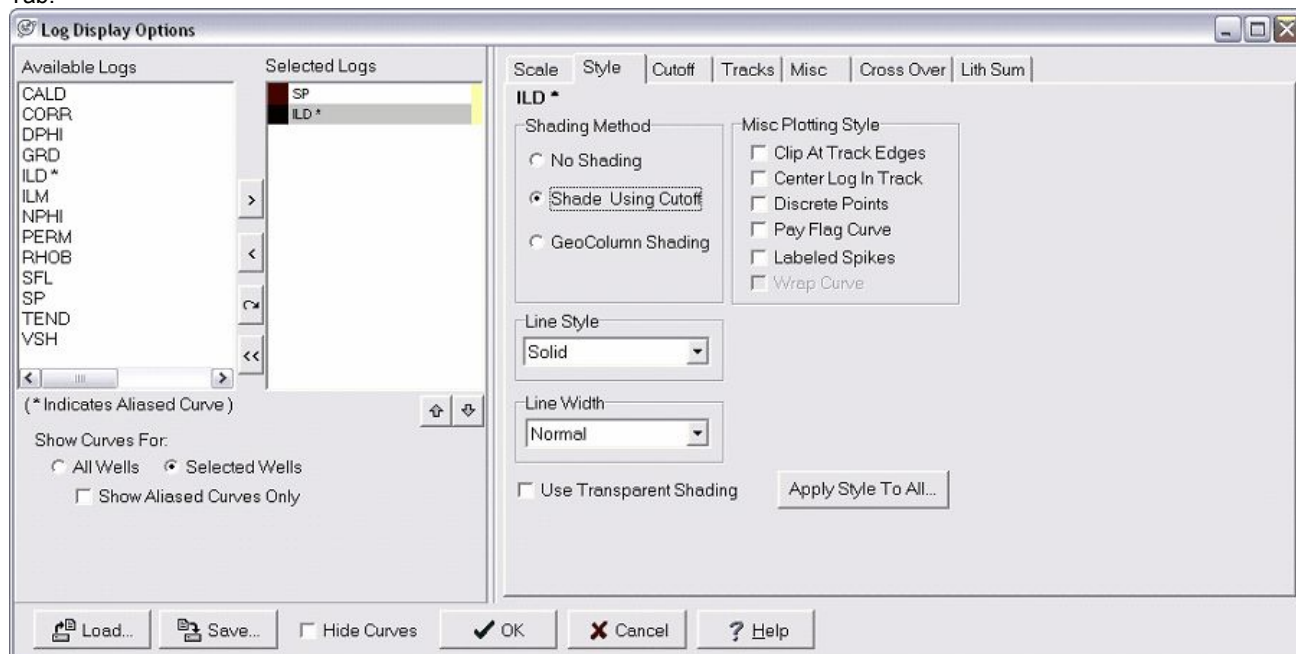 Tab.
Log Display Options
Available Logs
CALD
CORR
DPHI
GRD
ILD *
ILM
NPHI
PERM
RHOB
SFL
SP
TEND
VSH
Selected Logs
SP
ILD *
>
<
<<
(* Indicates Aliased Curve )
Show Curves For:
All Wells Selected Wells
Show Aliased Curves Only
Scale Style Cutoff Tracks Misc Cross Over Lith Sum
ILD *
Shading Method
No Shading
Shade Using Cutoff
GeoColumn Shading
Misc Plotting Style
Clip At Track Edges
Center Log In Track
Discrete Points
Pay Flag Curve
Labeled Spikes
Wrap Curve
Line Style
Solid
Line Width
Normal
Use Transparent Shading Apply Style To All...
Load... Save... Hide Curves OK Cancel ? Help